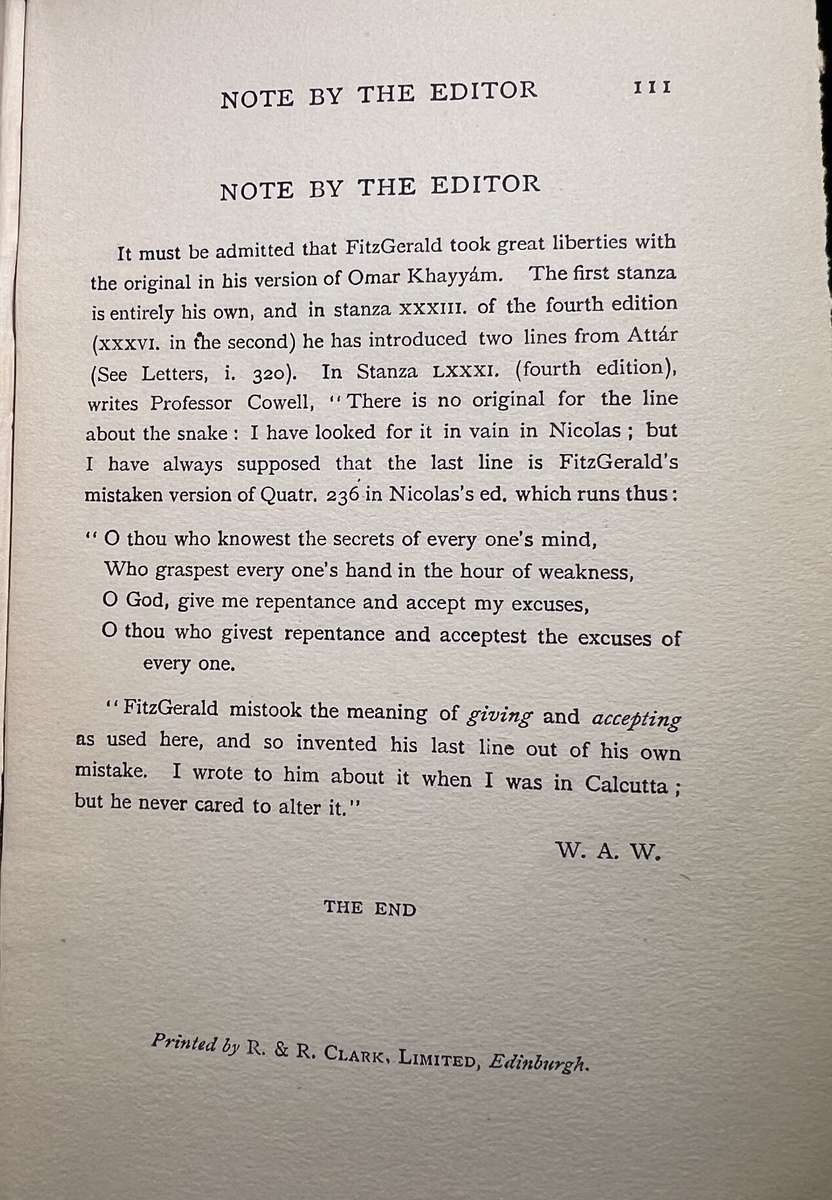 NOTE BY THE EDITOR 111
NOTE BY THE EDITOR
It must be admitted that FitzGerald took great liberties with
the original in his version of Omar Khayyám. The first stanza
is entirely his own, and in stanza XXXIII. of the fourth edition
(XXXVI. in the second) he has introduced two lines from Attár
(See Letters, i. 320). In Stanza LXXXI. (fourth edition),
writes Professor Cowell, “There is no original for the line
about the snake: I have looked for it in vain in Nicolas; but
I have always supposed that the last line is FitzGerald's
mistaken version of Quatr. 236 in Nicolas's ed. which runs thus:
“O thou who knowest the secrets of every one's mind,
Who graspest every one's hand in the hour of weakness,
O God, give me repentance and accept my excuses,
O thou who givest repentance and acceptest the excuses of
every one.
“FitzGerald mistook the meaning of giving and accepting
as used here, and so invented his last line out of his own
mistake. I wrote to him about it when I was in Calcutta;
but he never cared to alter it.”
W. A. W.
THE END
Printed by R. & R. CLARK, LIMITED, Edinburgh.